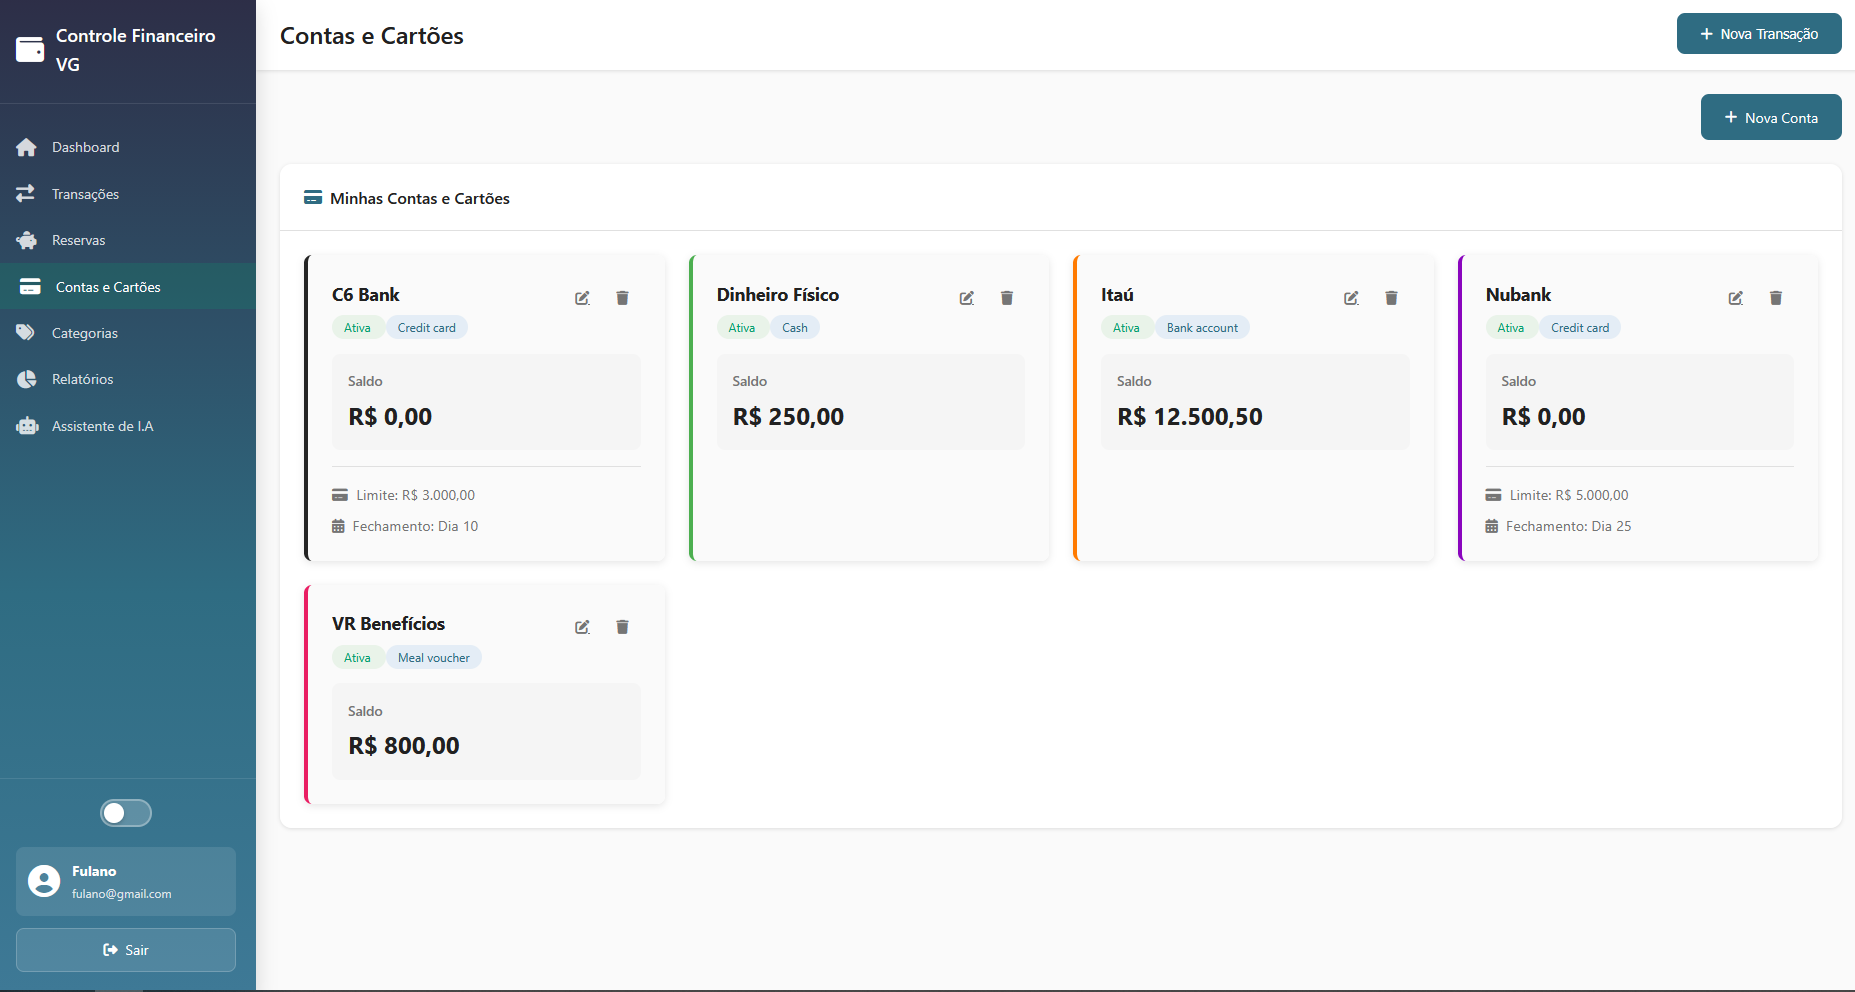 Controle Financeiro
VG
Dashboard
Transações
Reservas
Contas e Cartões
Categorias
Relatórios
Assistente de I.A
Fulano
fulano@gmail.com
Sair
Contas e Cartões
Nova Transação
Nova Conta
Minhas Contas e Cartões
C6 Bank
Ativa Credit card
Saldo
R$ 0,00
Limite: R$ 3.000,00
Fechamento: Dia 10
Dinheiro Físico
Ativa Cash
Saldo
R$ 250,00
Itaú
Ativa Bank account
Saldo
R$ 12.500,50
Nubank
Ativa Credit card
Saldo
R$ 0,00
Limite: R$ 5.000,00
Fechamento: Dia 25
VR Benefícios
Ativa Meal voucher
Saldo
R$ 800,00